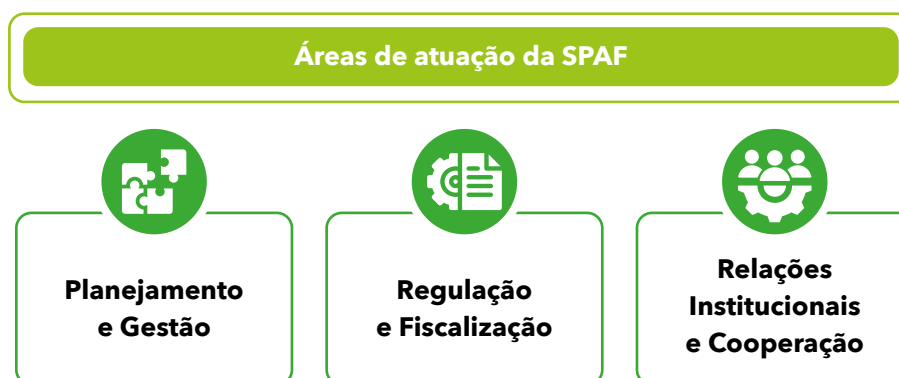 Áreas de atuação da SPAF
Planejamento
e Gestão
Regulação
e Fiscalização
Relações
Institucionais
e Cooperação